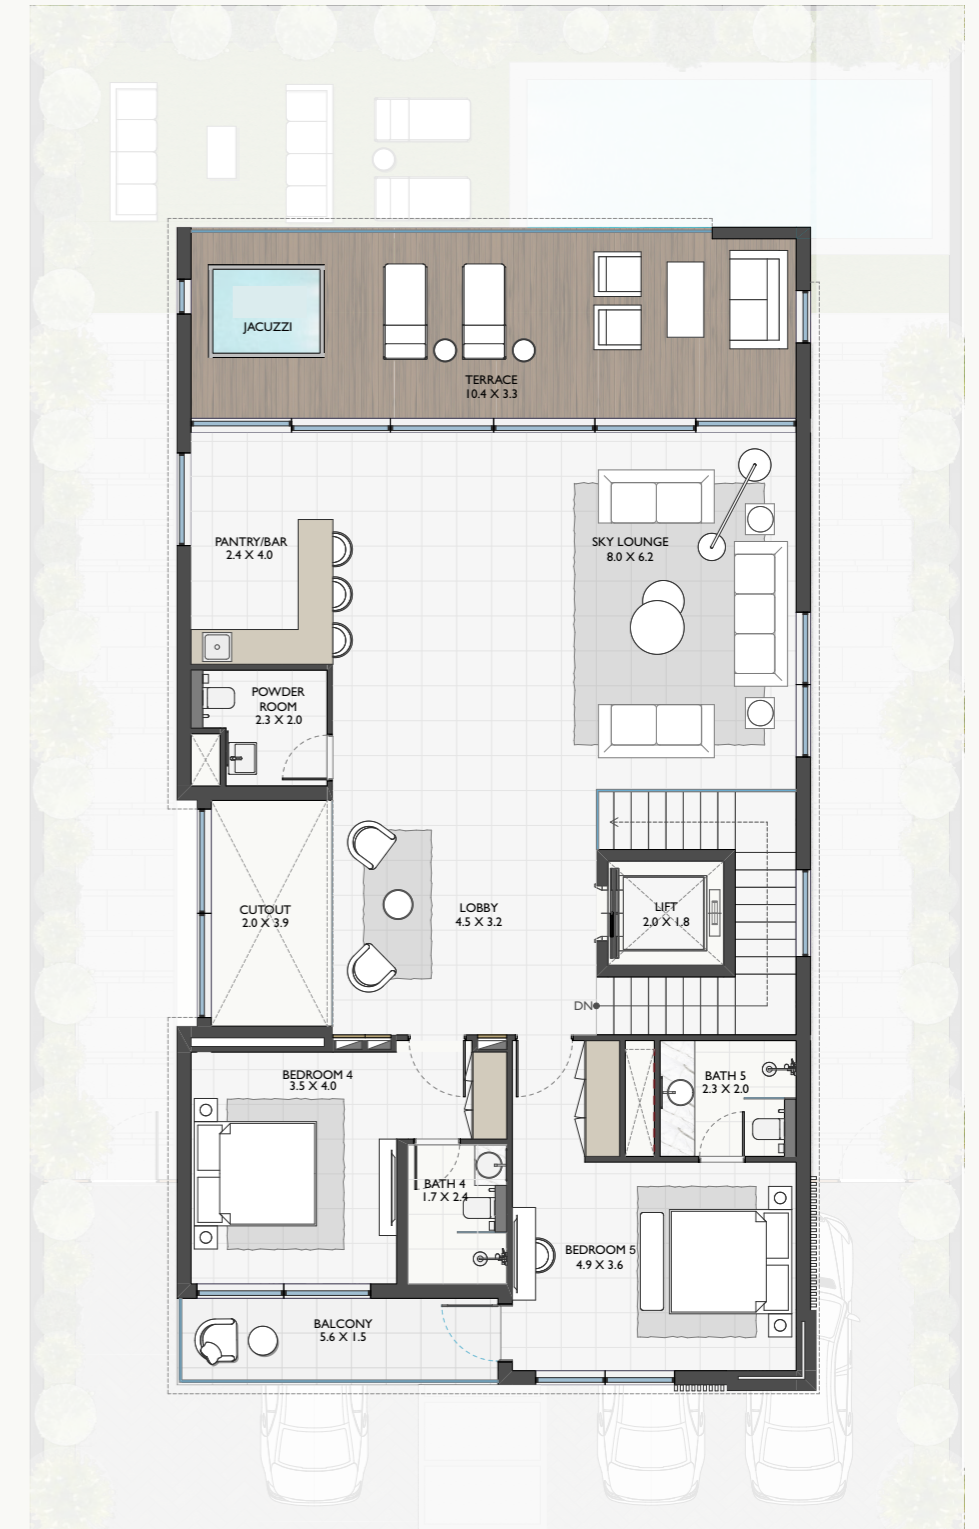 JACUZZI
TERRACE
10.4 X 3.3
PANTRY/BAR
2.4 X 4.0
SKY LOUNGE
8.0 X 6.2
POWDER
ROOM
2.3 X 2.0
CUTOUT
2.0 X 3.9
LOBBY
4.5 X 3.2
LIFT
2.0 X 1.8
DN
BEDROOM 4
3.5 X 4.0
BATH 5
2.3 X 2.0
BATH 4
1.7 X 2.4
BEDROOM 5
4.9 X 3.6
BALCONY
5.6 X 1.5